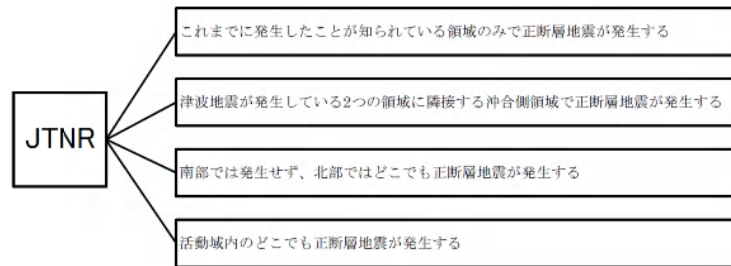 これまでに発生したことが知られている領域のみで正断層地震が発生する
津波地震が発生している2つの領域に隣接する沖合側領域で正断層地震が発生する
JTNR
南部では発生せず、北部ではどこでも正断層地震が発生する
活動域内のどこでも正断層地震が発生する